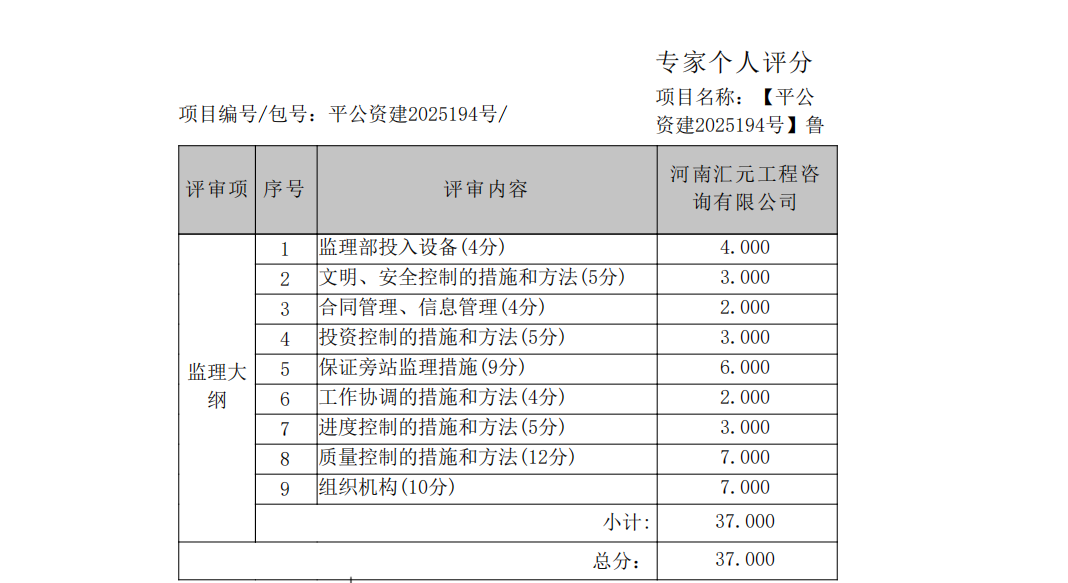 专家个人评分
项目编号/包号：平公资建2025194号/
项目名称：【平公
资建2025194号】鲁
评审项 序号 评审内容 河南汇元工程咨
询有限公司
监理大
纲
1 监理部投入设备(4分) 4.000
2 文明、安全控制的措施和方法(5分) 3.000
3 合同管理、信息管理(4分) 2.000
4 投资控制的措施和方法(5分) 3.000
5 保证旁站监理措施(9分) 6.000
6 工作协调的措施和方法(4分) 2.000
7 进度控制的措施和方法(5分) 3.000
8 质量控制的措施和方法(12分) 7.000
9 组织机构(10分) 7.000
小计: 37.000
总分： 37.000